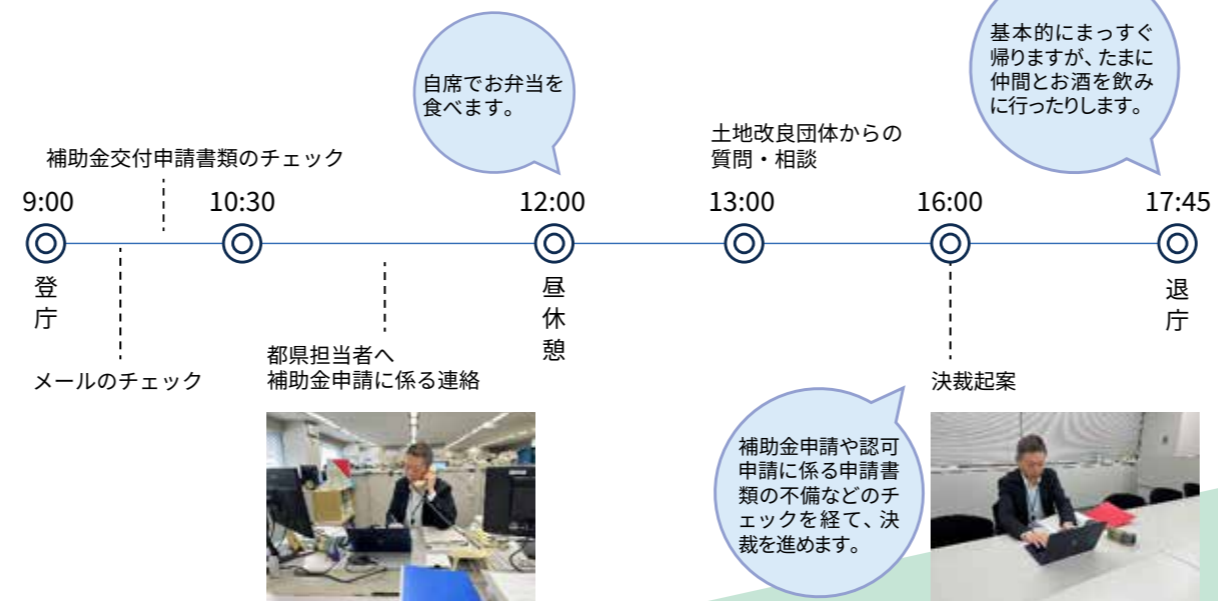 自席でお弁当を
食べます。
基本的にまっすぐ
帰りますが、たまに
仲間とお酒を飲み
に行ったりします。
補助金交付申請書類のチェック
土地改良団体からの
質問・相談
9:00
10:30
12:00
13:00
16:00
17:45
登庁
昼休憩
退庁
メールのチェック
都県担当者へ
補助金申請に係る連絡
決裁起案
補助金申請や認可
申請に係る申請書
類の不備などのチ
ェックを経て、決
裁を進めます。